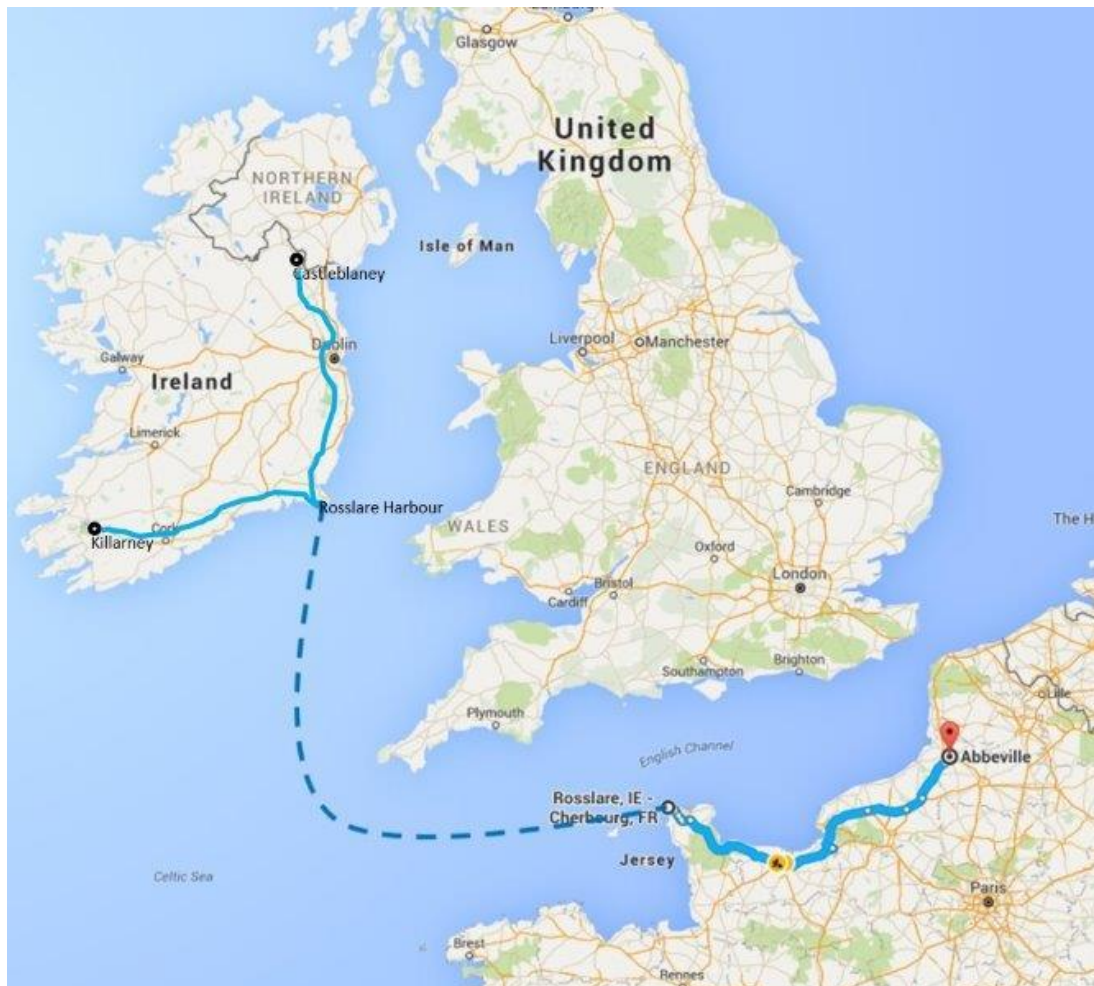 Glasgow
United
Kingdom
NORTHERN
IRELAND
Isle of Man
Castleblaney
Liverpool
Manchester
Dublin
Galway
Ireland
Limerick
ENGLAND
Cambridge
Rosslare Harbour
The H
WALES
Cork
Killarney
Oxford
London
Cardiff
Bristol
Southampton
Brighton
Lille
Plymouth
English Channel
Abbeville
Rosslare, IE -
Cherbourg, FR
Jersey
Celtic Sea
Paris
Brest
Rennes